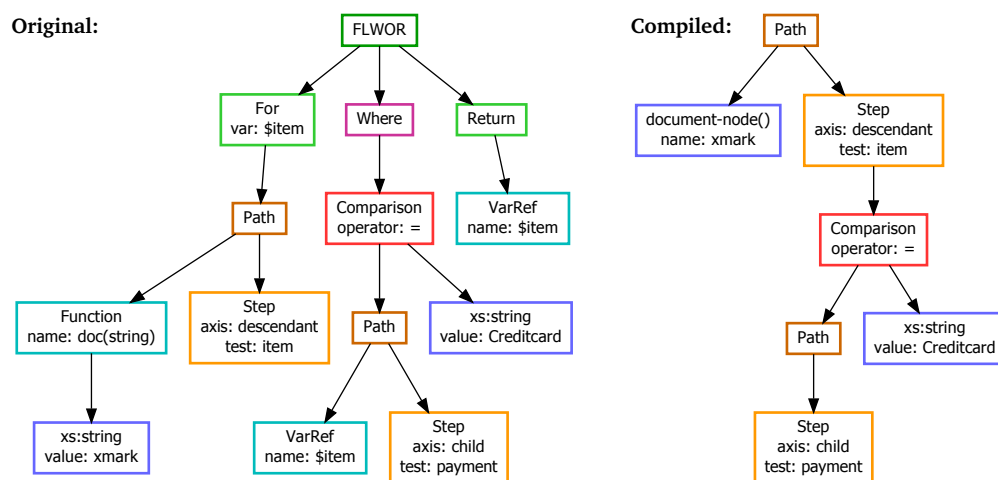 Original:
FLWOR
For
var: $item
Where
Return
Path
Comparison
operator: =
VarRef
name: $item
Function
name: doc(string)
Step
axis: descendant
test: item
Path
xs:string
value: Creditcard
xs:string
value: xmark
VarRef
name: $item
Step
axis: child
test: payment
Compiled:
Path
document-node()
name: xmark
Step
axis: descendant
test: item
Comparison
operator: =
Path
xs:string
value: Creditcard
Step
axis: child
test: payment